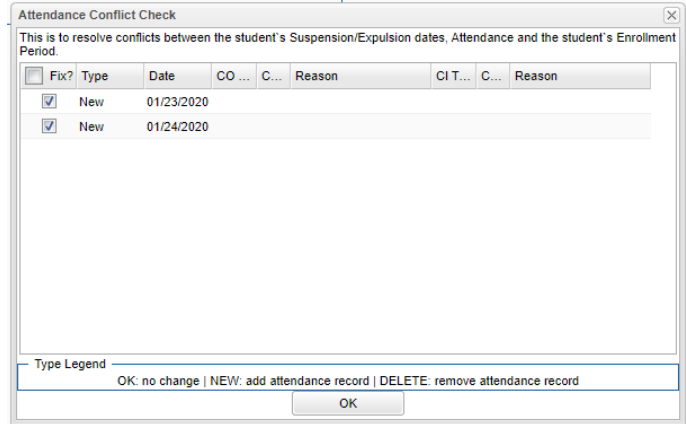 Attendance Conflict Check
This is to resolve conflicts between the student`s Suspension/Expulsion dates, Attendance and the student`s Enrollment
Period.
Fix? Type Date CO ... C... Reason CI T... C... Reason
New 01/23/2020
New 01/24/2020
Type Legend
OK: no change | NEW: add attendance record | DELETE: remove attendance record
OK